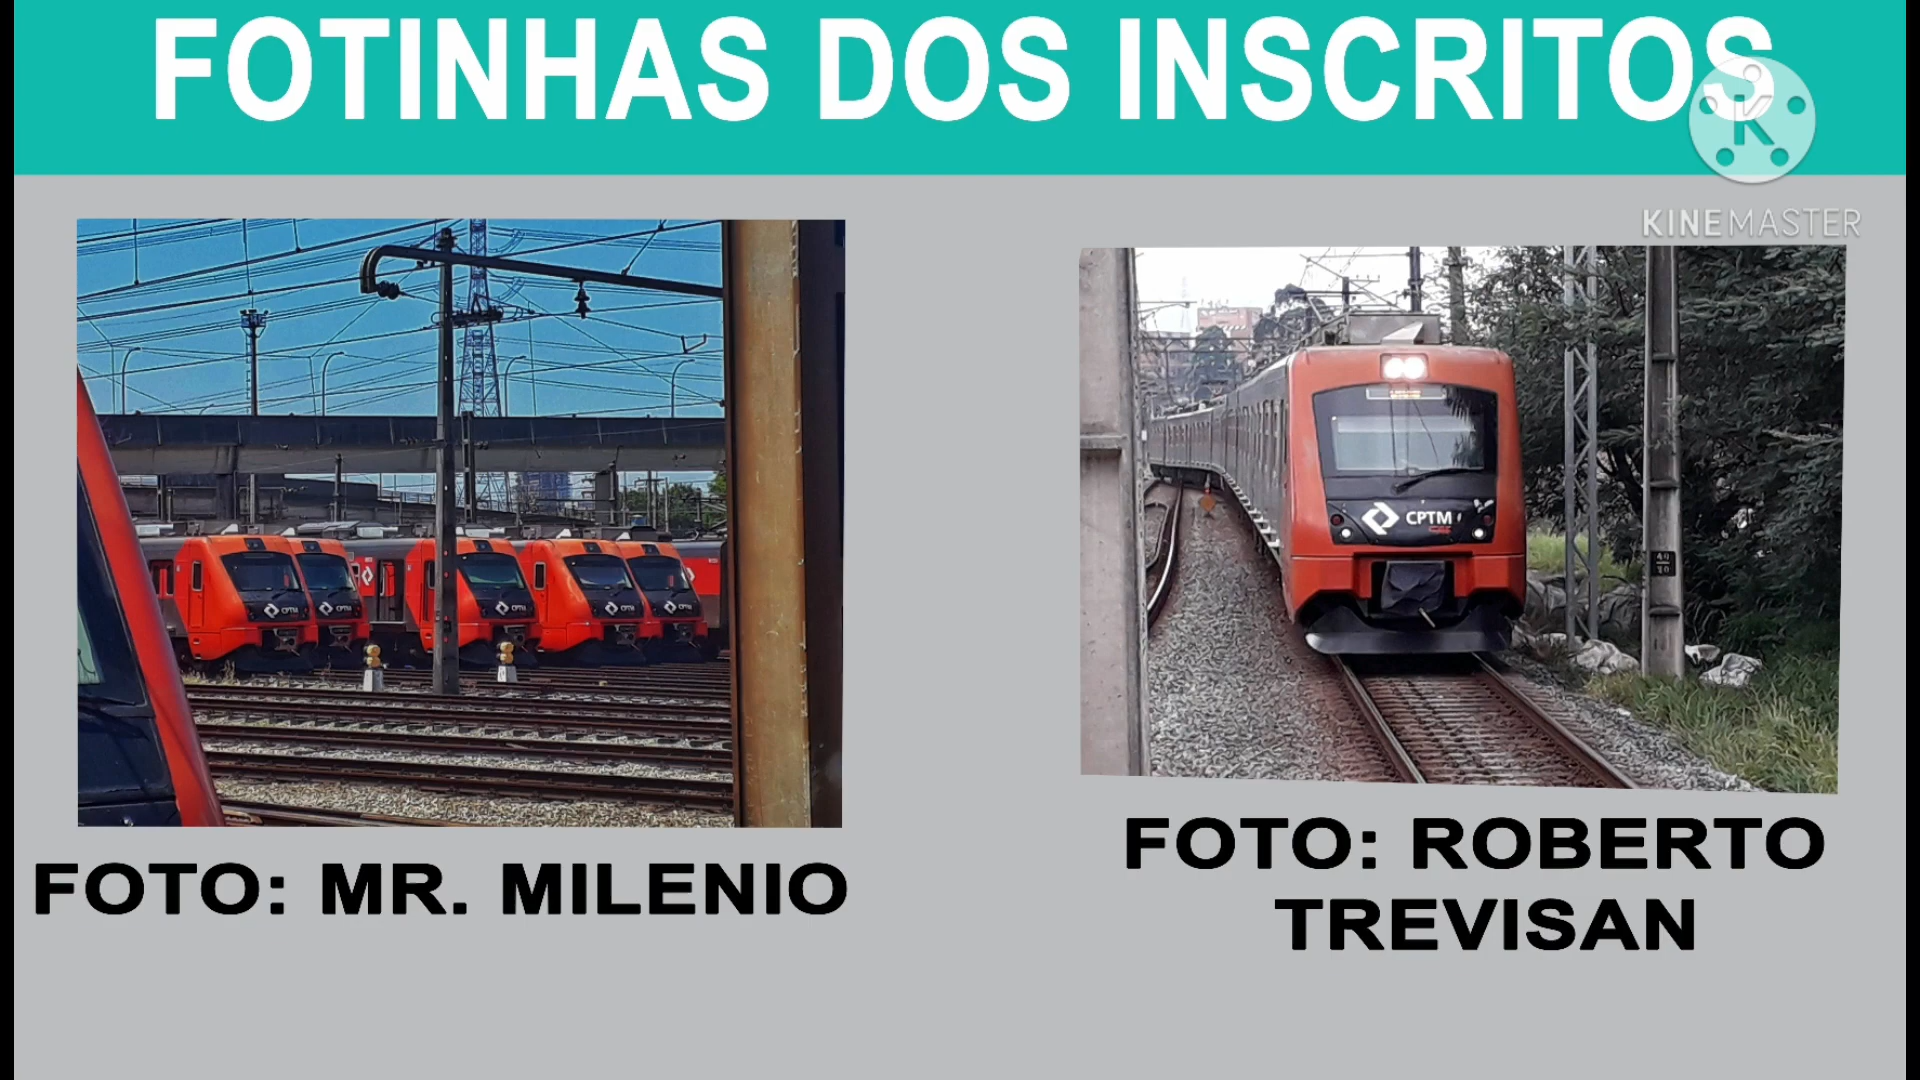 FOTINHAS DOS INSCRITOS
K
KINEMASTER
CPTM
CPTM
CPTM
CPTM
CPTM
CPTM
FOTO: MR. MILENIO
FOTO: ROBERTO
TREVISAN